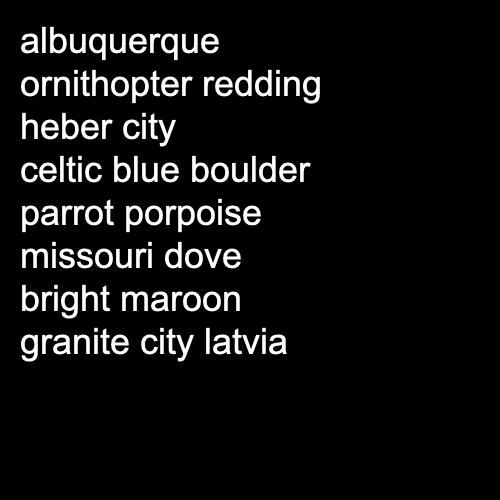 albuquerque
ornithopter redding
heber city
celtic blue boulder
parrot porpoise
missouri dove
bright maroon
granite city latvia